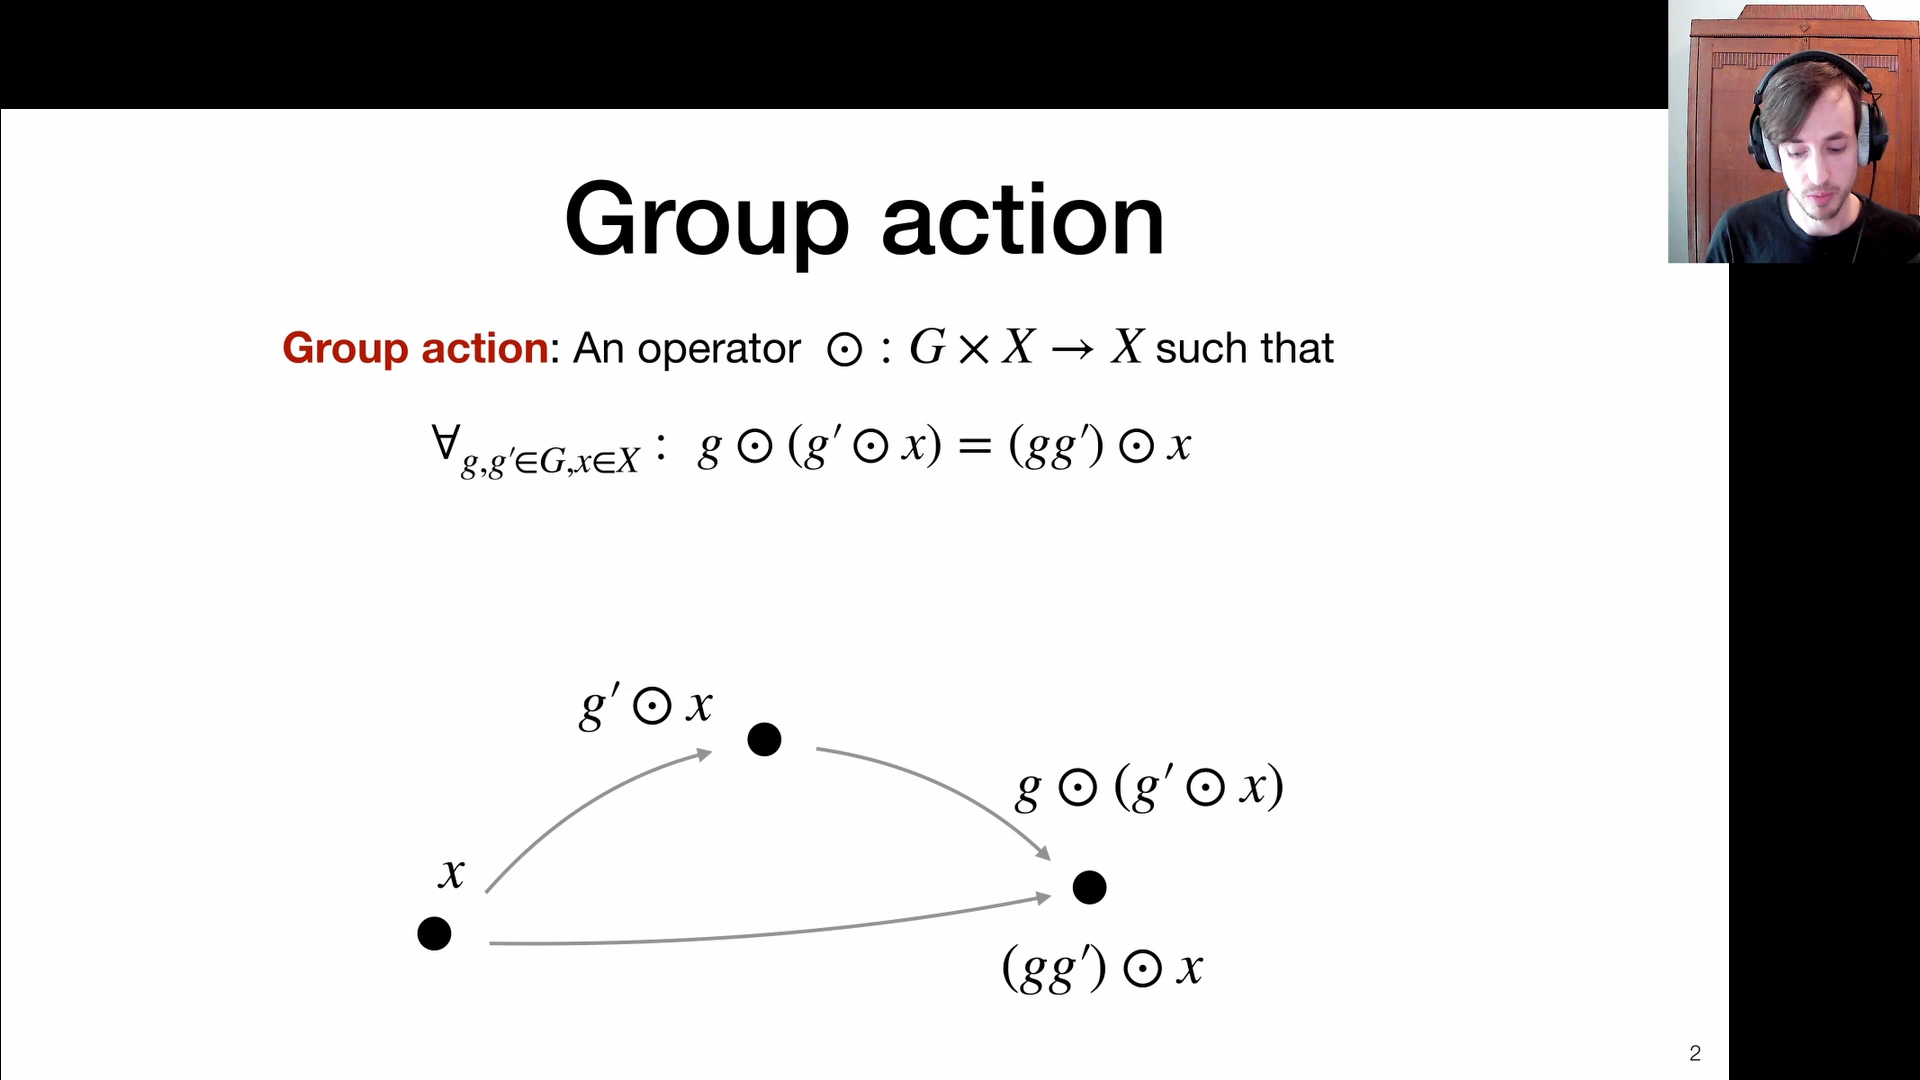 Group action
Group action: An operator ⊙ : G × X → X such that
∀g,g′∈G,x∈X : g ⊙ (g′ ⊙ x) = (gg′) ⊙ x
g′ ⊙ x
g ⊙ (g′ ⊙ x)
x
(gg′) ⊙ x
2